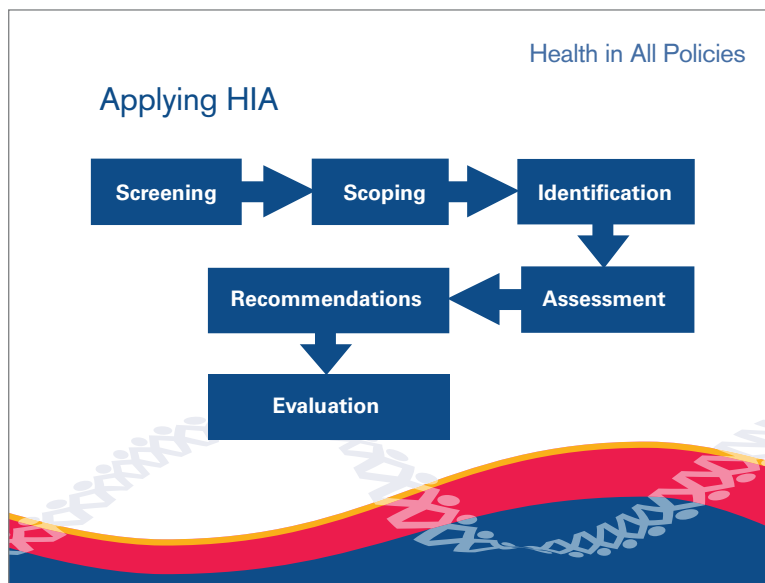 Health in All Policies
Applying HIA
Screening
Scoping
Identification
Assessment
Recommendations
Evaluation